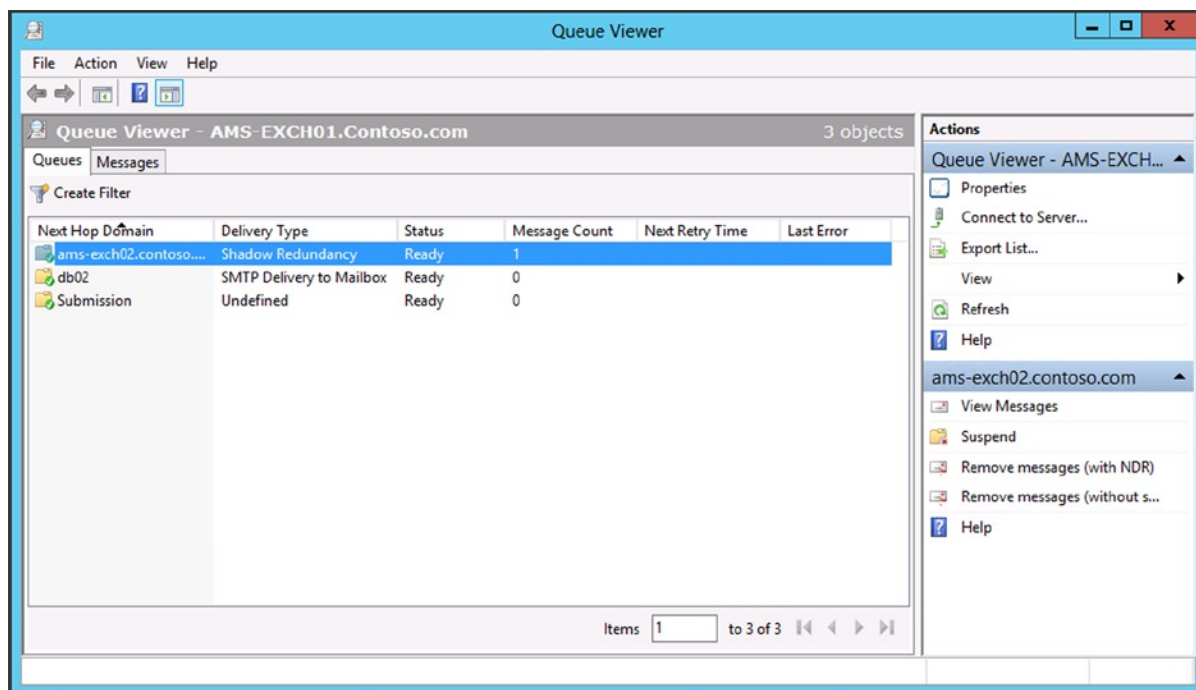 Queue Viewer
File Action View Help
Queue Viewer - AMS-EXCH01.Contoso.com 3 objects
Queues Messages
Create Filter
Next Hop Domain Delivery Type Status Message Count Next Retry Time Last Error
ams-exch02.contoso.... Shadow Redundancy Ready 1
db02 SMTP Delivery to Mailbox Ready 0
Submission Undefined Ready 0
Items 1 to 3 of 3
Actions
Queue Viewer - AMS-EXCH...
Properties
Connect to Server...
Export List...
View
Refresh
Help
ams-exch02.contoso.com
View Messages
Suspend
Remove messages (with NDR)
Remove messages (without s...
Help